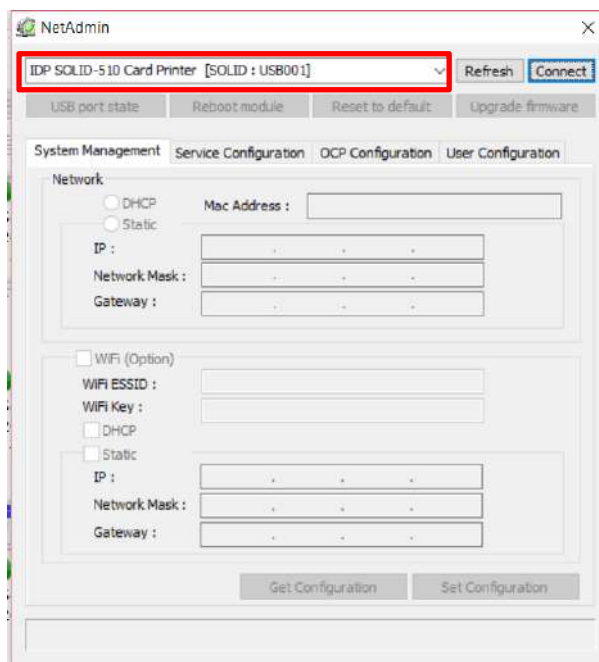 NetAdmin
IDP SOLID-510 Card Printer [SOLID : USB001] Refresh Connect
USB port state Reboot module Reset to default Upgrade firmware
System Management Service Configuration OCP Configuration User Configuration
Network
DHCP Mac Address :
Static
IP : . . .
Network Mask : . . .
Gateway : . . .
WiFi (Option)
WiFi ESSID :
WiFi Key :
DHCP
Static
IP : . . .
Network Mask : . . .
Gateway : . . .
Get Configuration Set Configuration